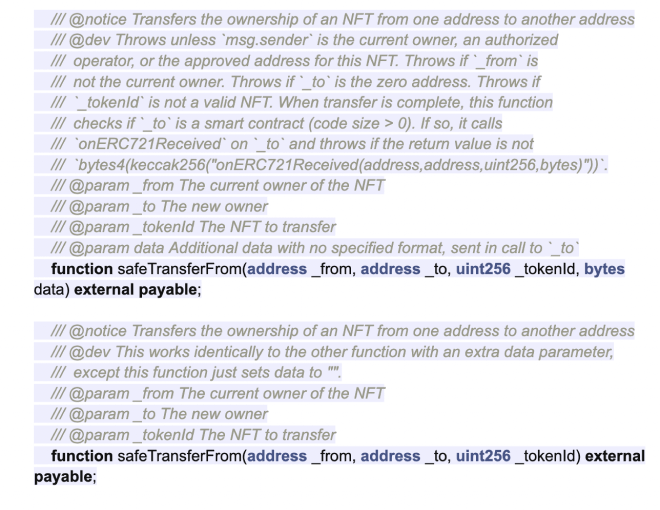 /// @notice Transfers the ownership of an NFT from one address to another address
/// @dev Throws unless `msg.sender` is the current owner, an authorized
///  operator, or the approved address for this NFT. Throws if `_from` is
///  not the current owner. Throws if `_to` is the zero address. Throws if
///  `_tokenId` is not a valid NFT. When transfer is complete, this function
///  checks if `_to` is a smart contract (code size > 0). If so, it calls
///  `onERC721Received` on `_to` and throws if the return value is not
///  `bytes4(keccak256("onERC721Received(address,address,uint256,bytes)"))`.
/// @param _from The current owner of the NFT
/// @param _to The new owner
/// @param _tokenId The NFT to transfer
/// @param data Additional data with no specified format, sent in call to `_to`
function safeTransferFrom(address _from, address _to, uint256 _tokenId, bytes
data) external payable;
/// @notice Transfers the ownership of an NFT from one address to another address
/// @dev This works identically to the other function with an extra data parameter,
///  except this function just sets data to "".
/// @param _from The current owner of the NFT
/// @param _to The new owner
/// @param _tokenId The NFT to transfer
function safeTransferFrom(address _from, address _to, uint256 _tokenId) external
payable;